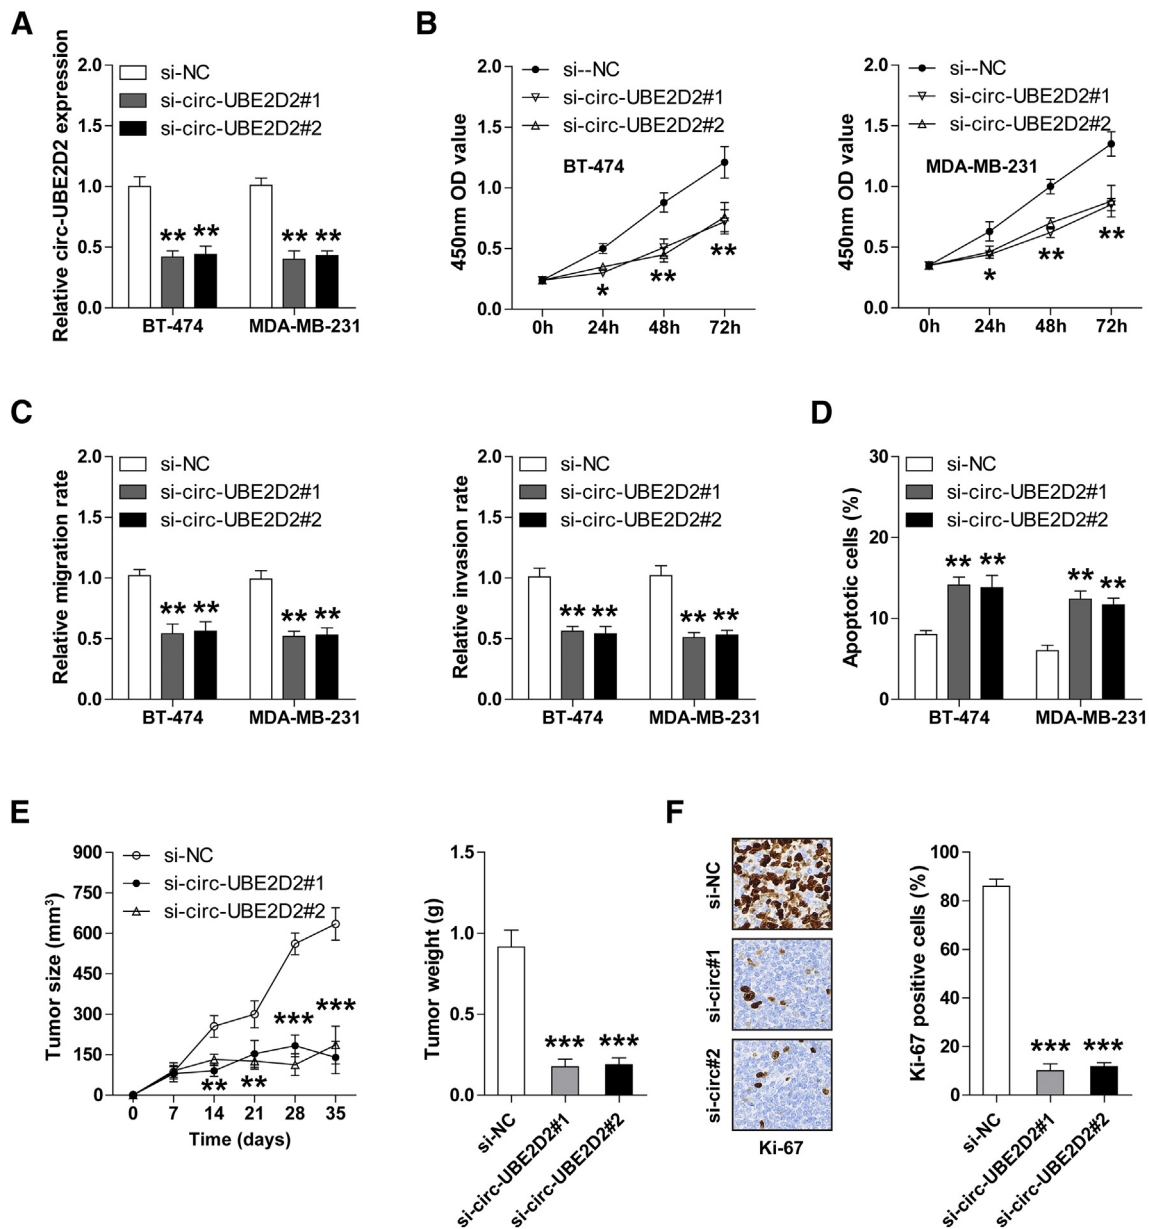 A
Relative circ-UBE2D2 expression
2.0
1.5
1.0
0.5
0.0
si-NC
si-circ-UBE2D2#1
si-circ-UBE2D2#2
** **
** **
BT-474
MDA-MB-231
B
450nm OD value
2.0
1.5
1.0
0.5
0.0
si--NC
si-circ-UBE2D2#1
si-circ-UBE2D2#2
BT-474
*
**
**
0h 24h 48h 72h
450nm OD value
2.0
1.5
1.0
0.5
0.0
si--NC
si-circ-UBE2D2#1
si-circ-UBE2D2#2
MDA-MB-231
*
**
**
0h 24h 48h 72h
C
Relative migration rate
2.0
1.5
1.0
0.5
0.0
si-NC
si-circ-UBE2D2#1
si-circ-UBE2D2#2
** **
** **
BT-474
MDA-MB-231
Relative invasion rate
2.0
1.5
1.0
0.5
0.0
si-NC
si-circ-UBE2D2#1
si-circ-UBE2D2#2
** **
** **
BT-474
MDA-MB-231
D
Apoptotic cells (%)
30
20
10
0
si-NC
si-circ-UBE2D2#1
si-circ-UBE2D2#2
** **
** **
BT-474
MDA-MB-231
E
Tumor size (mm³)
900
750
600
450
300
150
0
si-NC
si-circ-UBE2D2#1
si-circ-UBE2D2#2
**
**
***
***
0 7 14 21 28 35
Time (days)
Tumor weight (g)
1.5
1.0
0.5
0.0
*** ***
si-NC
si-circ-UBE2D2#1
si-circ-UBE2D2#2
F
si-NC
si-circ#1
si-circ#2
Ki-67
Ki-67 positive cells (%)
100
80
60
40
20
0
*** ***
si-NC
si-circ-UBE2D2#1
si-circ-UBE2D2#2